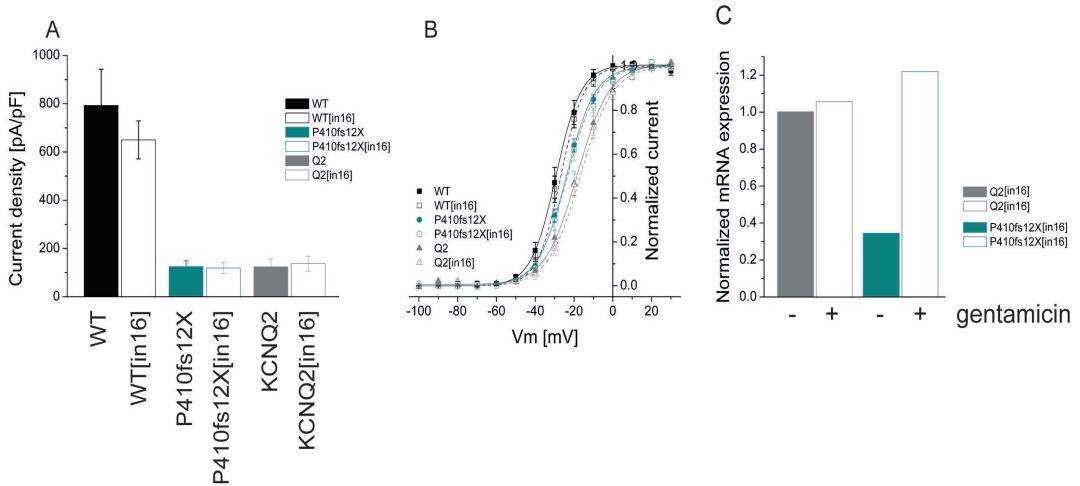 A
Current density [pA/pF]
1000
800
600
400
200
0
WT
WT[in16]
P410fs12X
P410fs12X[in16]
Q2
Q2[in16]
WT
WT[in16]
P410fs12X
P410fs12X[in16]
KCNQ2
KCNQ2[in16]
B
WT
WT[in16]
P410fs12X
P410fs12X[in16]
Q2
Q2[in16]
0.8
0.6
0.4
0.2
0.0
Normalized current
-100 -80 -60 -40 -20 0 20
Vm [mV]
C
Normalized mRNA expression
1.2
1.0
0.8
0.6
0.4
0.2
0.0
- + - + gentamicin
Q2[in16]
Q2[in16]
P410fs12X[in16]
P410fs12X[in16]